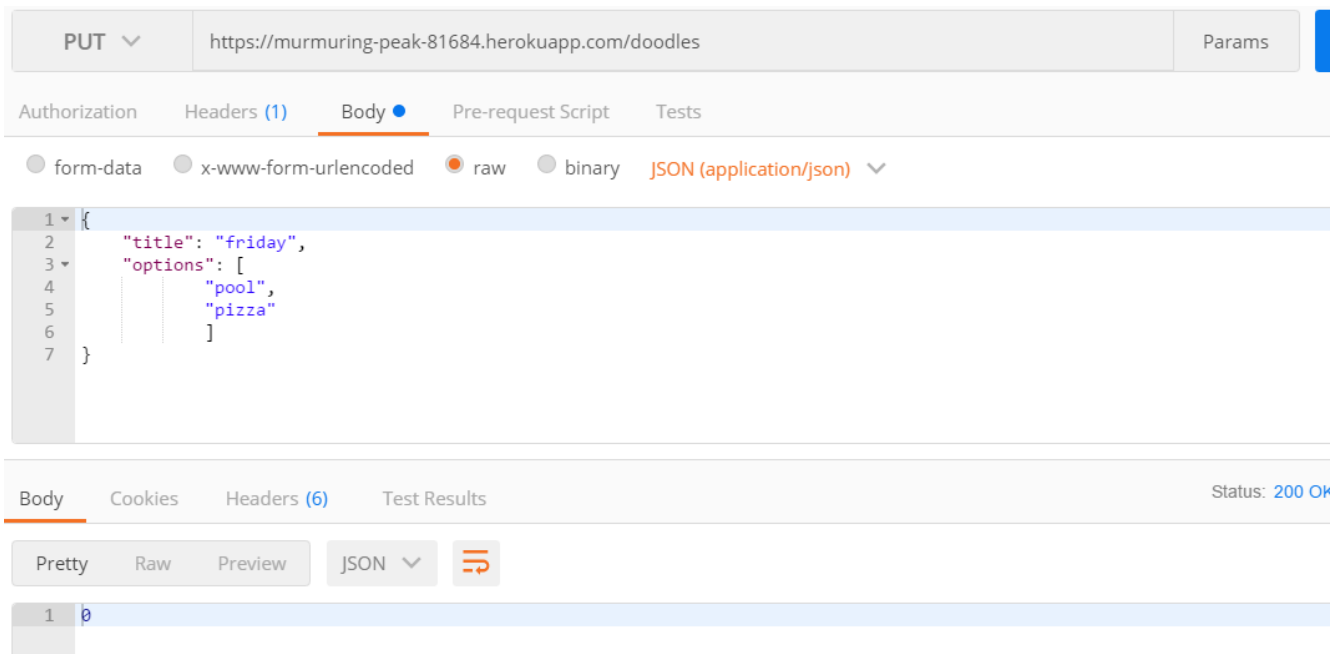 PUT https://murmuring-peak-81684.herokuapp.com/doodles Params
Authorization Headers (1) Body Pre-request Script Tests
form-data x-www-form-urlencoded raw binary JSON (application/json)
1 {
2 "title": "friday",
3 "options": [
4 "pool",
5 "pizza"
6 ]
7 }
Body Cookies Headers (6) Test Results Status: 200 OK
Pretty Raw Preview JSON
1 0